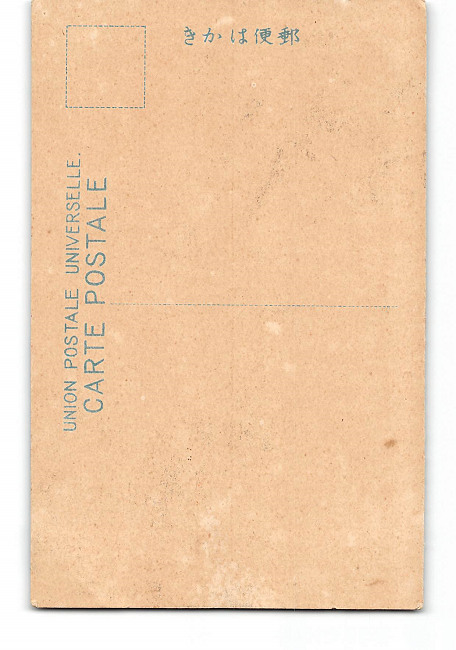 郵便はかき
UNION POSTALE UNIVERSELLE.
CARTE POSTALE